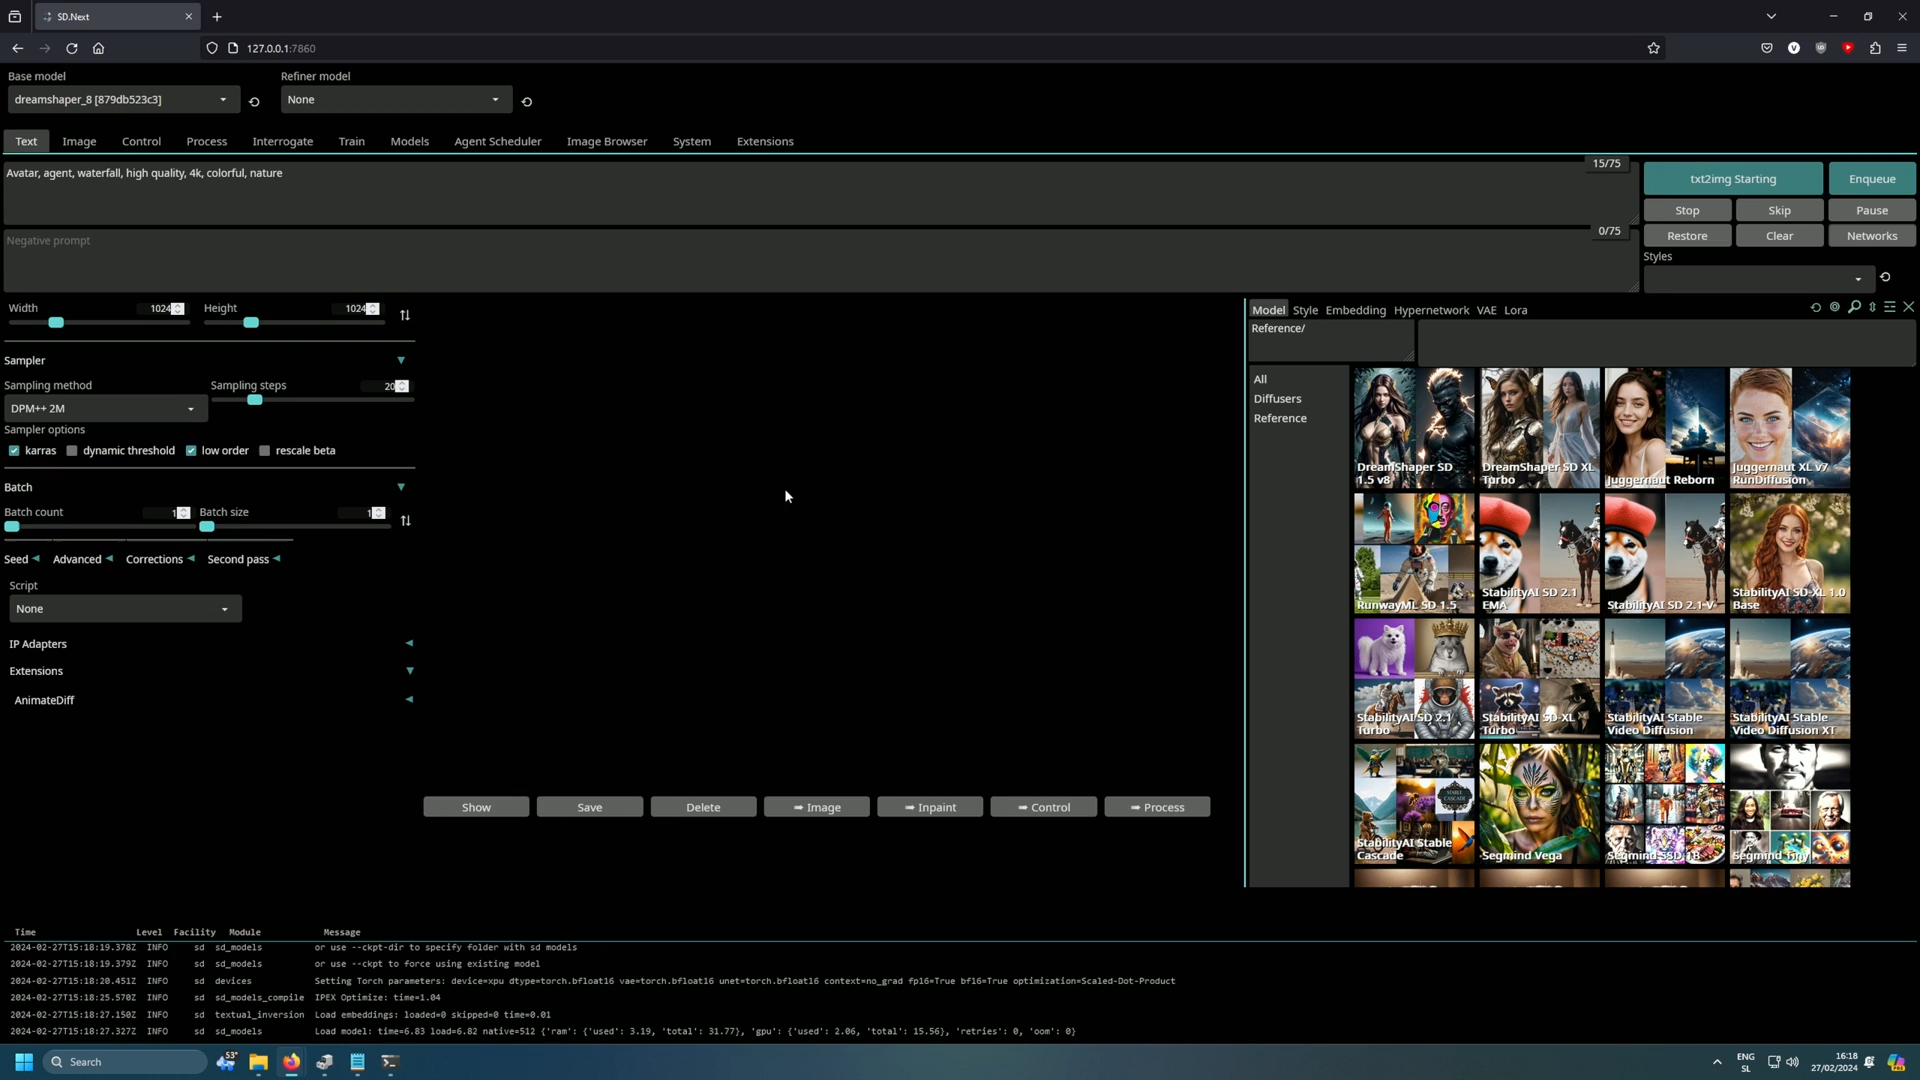 SD.Next
127.0.0.1:7860
Base model
Refiner model
dreamshaper_8 [879db523c3]
None
Text Image Control Process Interrogate Train Models Agent Scheduler Image Browser System Extensions
15/75
Avatar, agent, waterfall, high quality, 4k, colorful, nature
txt2img Starting
Enqueue
Stop
Skip
Pause
0/75
Negative prompt
Restore
Clear
Networks
Styles
Width 1024
Height 1024
Model Style Embedding Hypernetwork VAE Lora
Reference/
Sampler
Sampling method
Sampling steps 20
DPM++ 2M
Sampler options
karras dynamic threshold low order rescale beta
All
Diffusers
Reference
DreamShaper SD
1.5 v8
DreamShaper SD XL
Turbo
Juggernaut Reborn
Juggernaut XL v7
RunDiffusion
Batch
Batch count 1
Batch size 1
Seed Advanced Corrections Second pass
Script
None
RunwayML SD 1.5
StabilityAI SD 2.1
EMA
StabilityAI SD 2.1 V
StabilityAI SD-XL 1.0
Base
IP Adapters
Extensions
AnimateDiff
StabilityAI SD 2.1
Turbo
StabilityAI SD-XL
Turbo
StabilityAI Stable
Video Diffusion
StabilityAI Stable
Video Diffusion XT
Show
Save
Delete
➡ Image
➡ Inpaint
➡ Control
➡ Process
StabilityAI Stable
Cascade
Segmind Vega
Segmind SSD-1B
Segmind Tiny
Time Level Facility Module Message
2024-02-27T15:18:19.378Z INFO sd sd_models or use --ckpt-dir to specify folder with sd models
2024-02-27T15:18:19.379Z INFO sd sd_models or use --ckpt to force using existing model
2024-02-27T15:18:20.451Z INFO sd devices Setting Torch parameters: device=xpu dtype=torch.bfloat16 vae=torch.bfloat16 unet=torch.bfloat16 context=no_grad fp16=True bf16=True optimization=Scaled-Dot-Product
2024-02-27T15:18:25.570Z INFO sd sd_models_compile IPEX Optimize: time=1.04
2024-02-27T15:18:27.150Z INFO sd textual_inversion Load embeddings: loaded=0 skipped=0 time=0.01
2024-02-27T15:18:27.327Z INFO sd sd_models Load model: time=6.83 load=6.82 native=512 {'ram': {'used': 3.19, 'total': 31.77}, 'gpu': {'used': 2.06, 'total': 15.56}, 'retries': 0, 'oom': 0}
Search
53°
ENG
SL
16:18
27/02/2024